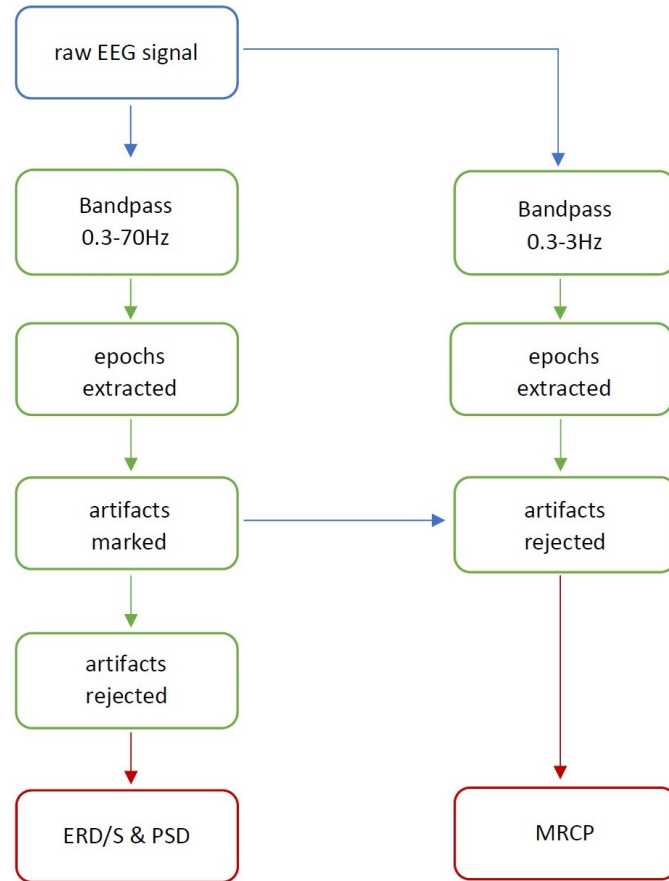 raw EEG signal
Bandpass
0.3-70Hz
epochs
extracted
artifacts
marked
artifacts
rejected
ERD/S & PSD
Bandpass
0.3-3Hz
epochs
extracted
artifacts
rejected
MRCP